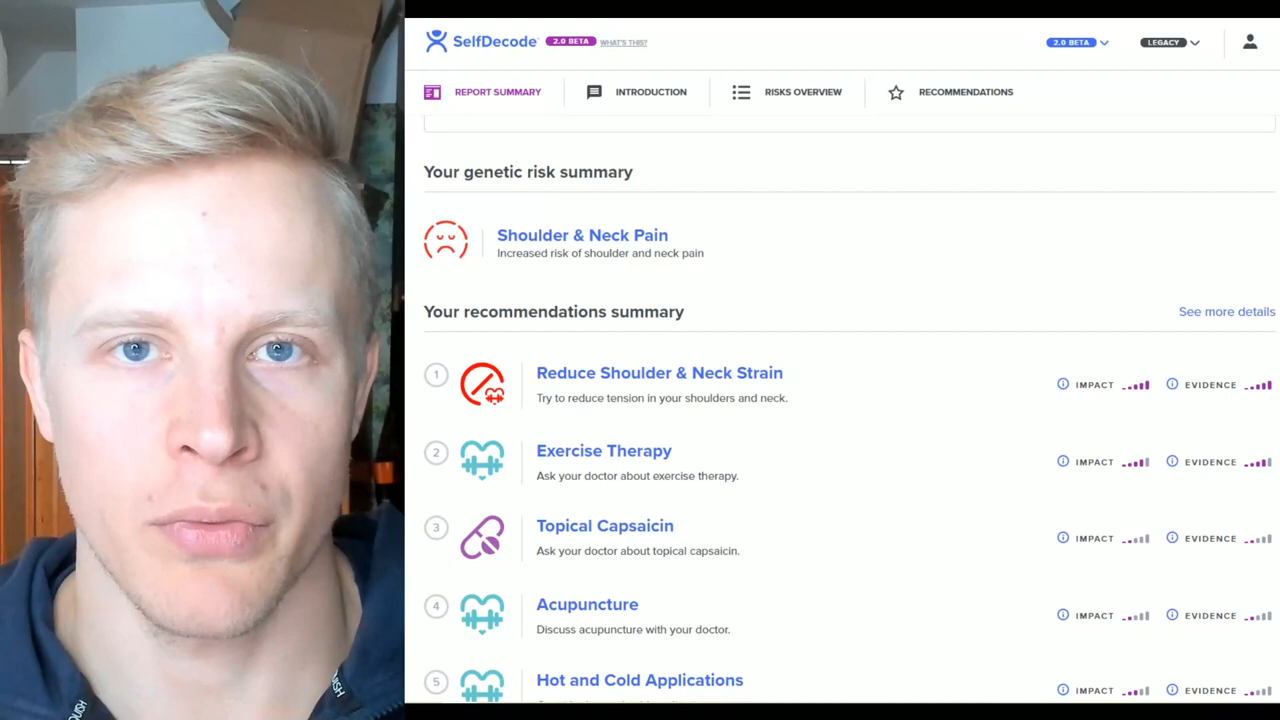 SelfDecode 2.0 BETA WHAT'S THIS?
2.0 BETA LEGACY
REPORT SUMMARY INTRODUCTION RISKS OVERVIEW RECOMMENDATIONS
Your genetic risk summary
Shoulder & Neck Pain
Increased risk of shoulder and neck pain
Your recommendations summary See more details
1 Reduce Shoulder & Neck Strain IMPACT EVIDENCE
Try to reduce tension in your shoulders and neck.
2 Exercise Therapy IMPACT EVIDENCE
Ask your doctor about exercise therapy.
3 Topical Capsaicin IMPACT EVIDENCE
Ask your doctor about topical capsaicin.
4 Acupuncture IMPACT EVIDENCE
Discuss acupuncture with your doctor.
5 Hot and Cold Applications IMPACT EVIDENCE